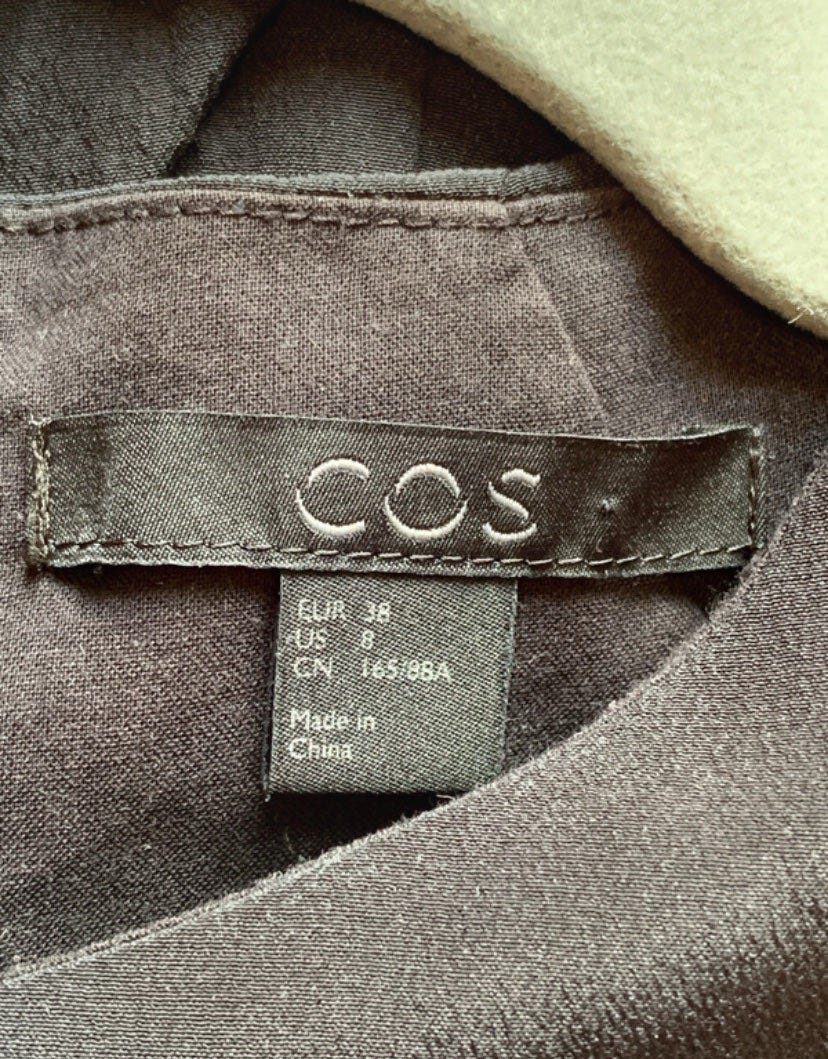 COS
EUR 38
US 8
CN 165/88A
Made in
China